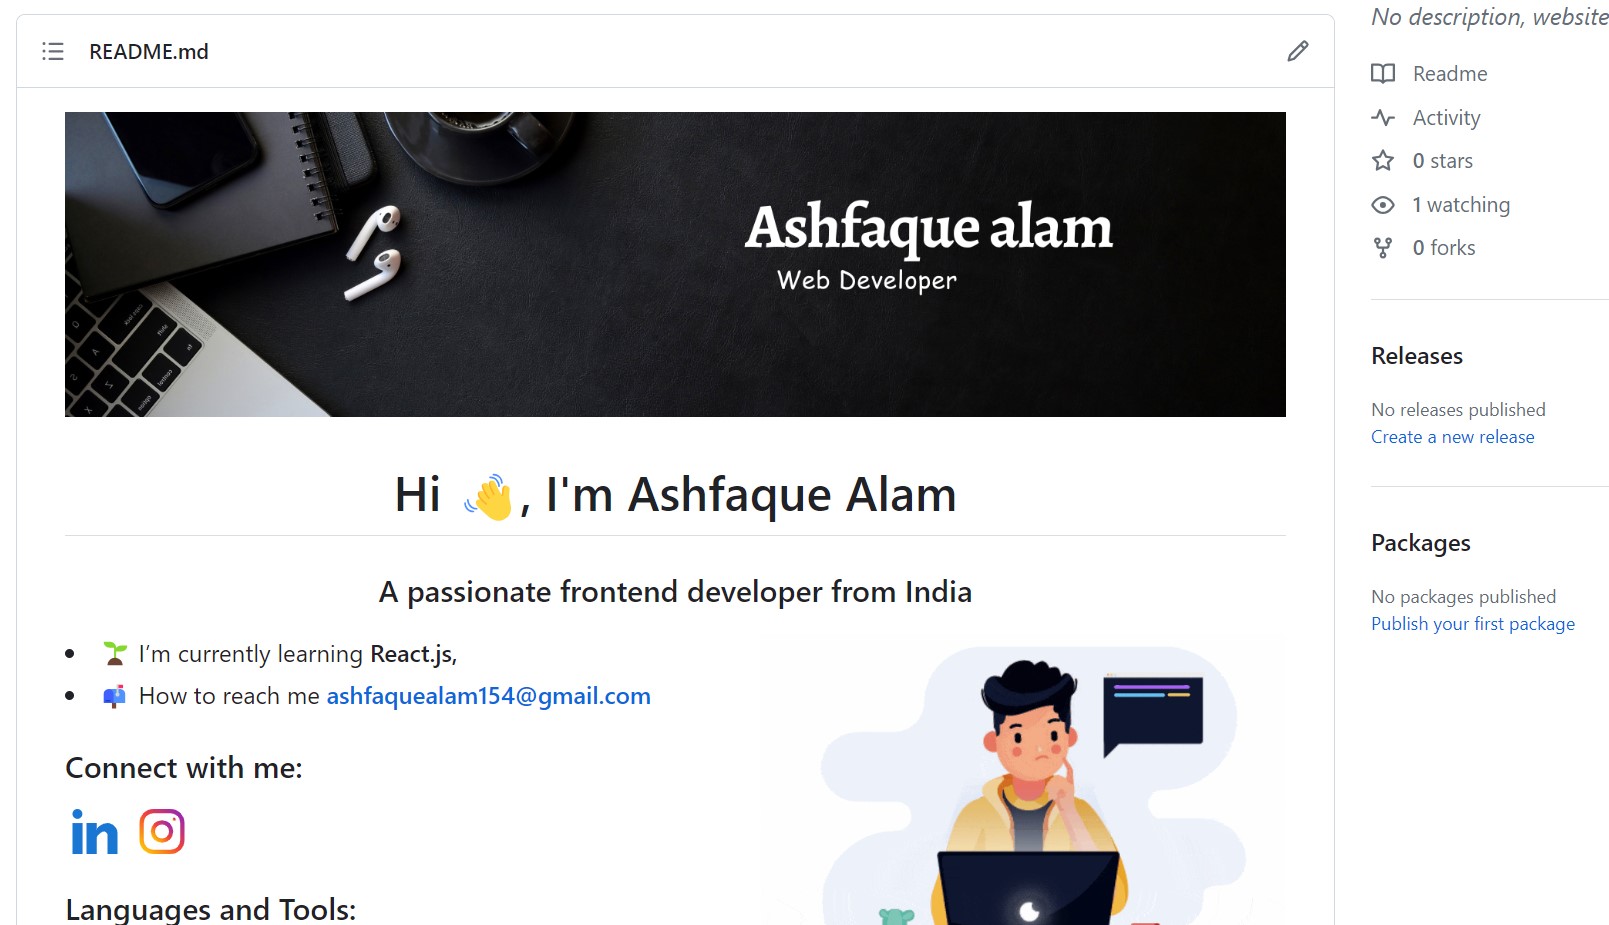 README.md
Ashfaque alam
Web Developer
Hi 👋, I'm Ashfaque Alam
A passionate frontend developer from India
🌱 I’m currently learning React.js,
📫 How to reach me ashfaquealam154@gmail.com
Connect with me:
in
Languages and Tools:
No description, website
Readme
Activity
0 stars
1 watching
0 forks
Releases
No releases published
Create a new release
Packages
No packages published
Publish your first package